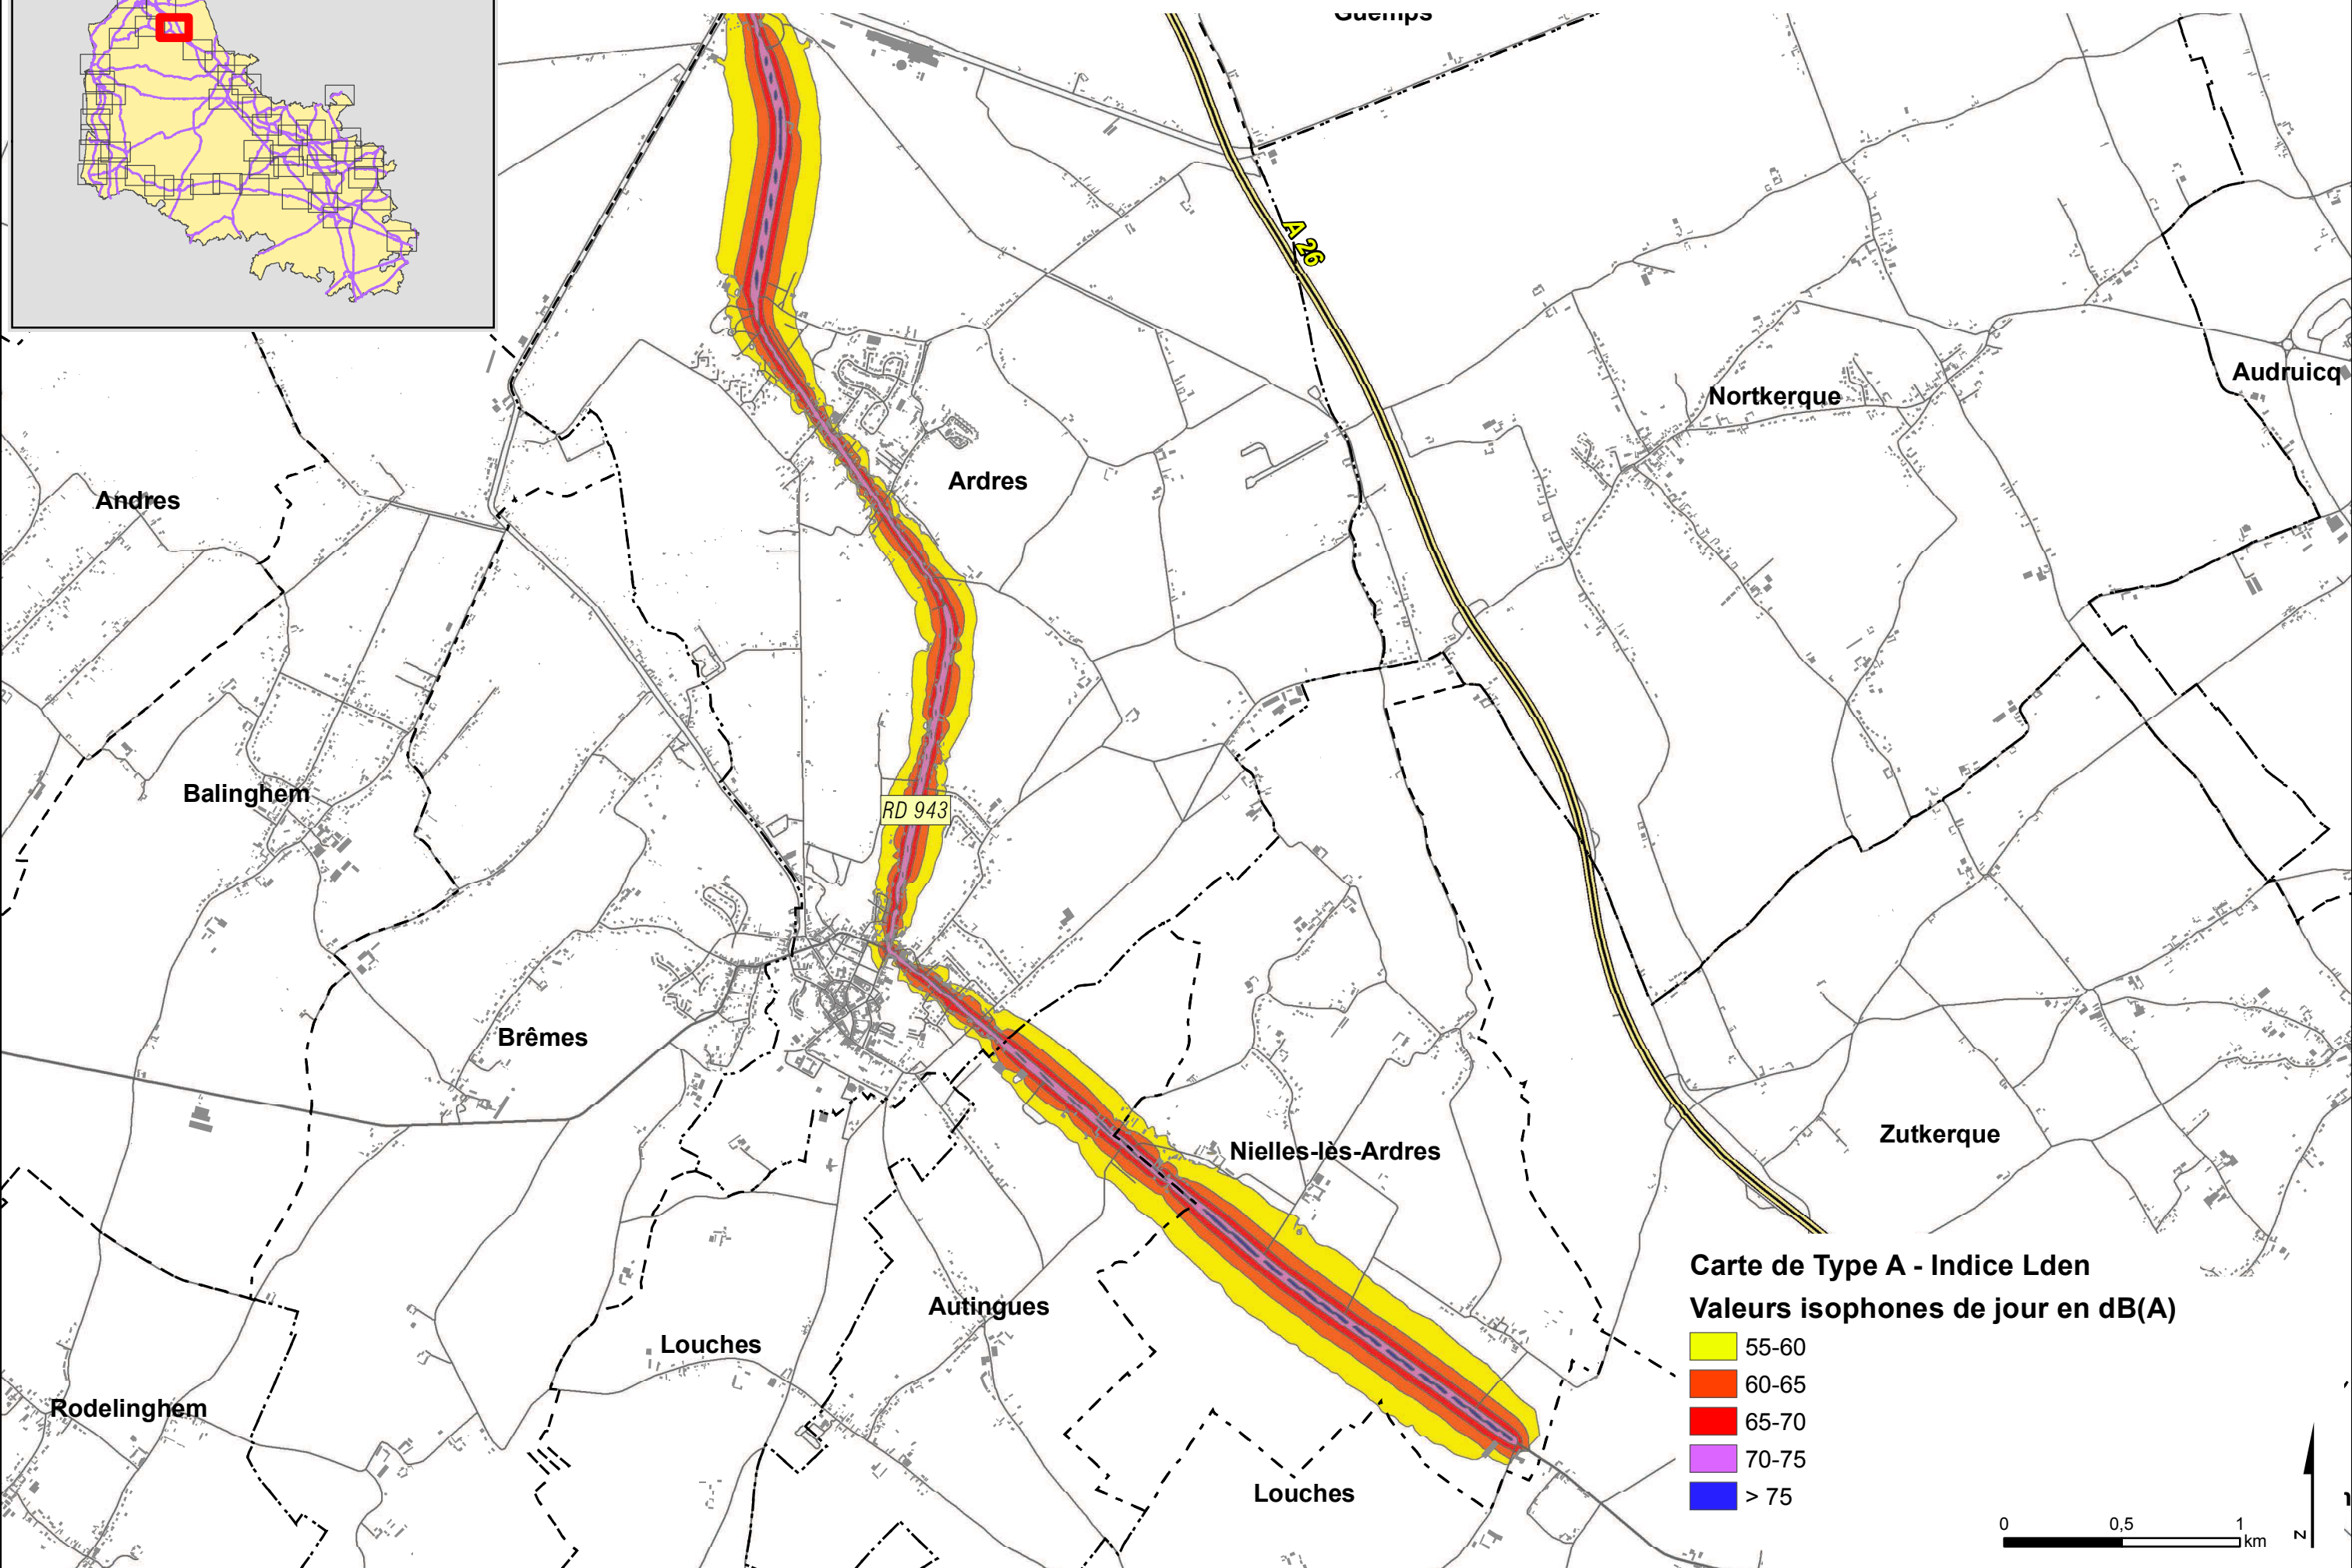 Guemps
A 26
Audruicq
Nortkerque
Ardres
Andres
Balinghem
RD 943
Brêmes
Zutkerque
Nielles-lès-Ardres
Autingues
Louches
Rodelinghem
Louches
Carte de Type A - Indice Lden
Valeurs isophones de jour en dB(A)
55-60
60-65
65-70
70-75
> 75
0 0,5 1
km
N